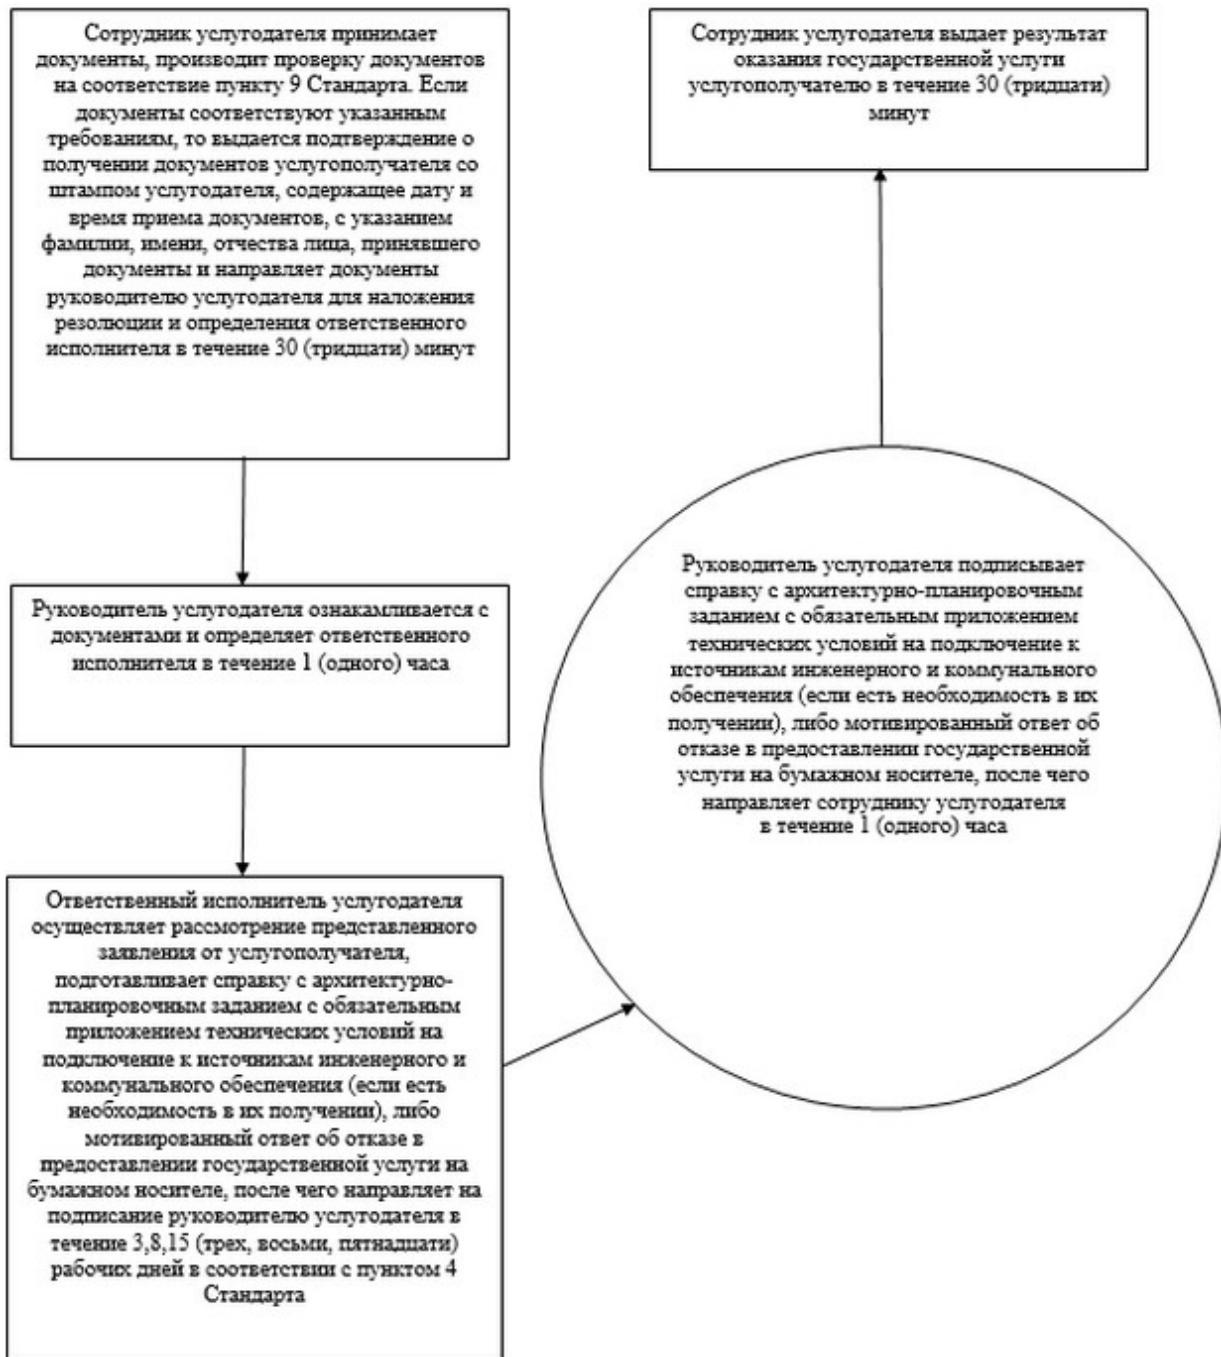 Сотрудник услугодателя принимает
документы, производит проверку документов
на соответствие пункту 9 Стандарта. Если
документы соответствуют указанным
требованиям, то выдается подтверждение о
получении документов услугополучателя со
штампом услугодателя, содержащее дату и
время приема документов, с указанием
фамилии, имени, отчества лица, принявшего
документы и направляет документы
руководителю услугодателя для наложения
резолюции и определения ответственного
исполнителя в течение 30 (тридцати) минут
Руководитель услугодателя ознакамливается с
документами и определяет ответственного
исполнителя в течение 1 (одного) часа
Ответственный исполнитель услугодателя
осуществляет рассмотрение представленного
заявления от услугополучателя,
подготавливает справку с архитектурно-
планировочным заданием с обязательным
приложением технических условий на
подключение к источникам инженерного и
коммунального обеспечения (если есть
необходимость в их получении), либо
мотивированный ответ об отказе в
предоставлении государственной услуги на
бумажном носителе, после чего направляет на
подписание руководителю услугодателя в
течение 3,8,15 (трех, восьми, пятнадцати)
рабочих дней в соответствии с пунктом 4
Стандарта
Руководитель услугодателя подписывает
справку с архитектурно-планировочным
заданием с обязательным приложением
технических условий на подключение к
источникам инженерного и коммунального
обеспечения (если есть необходимость в их
получении), либо мотивированный ответ об
отказе в предоставлении государственной
услуги на бумажном носителе, после чего
направляет сотруднику услугодателя
в течение 1 (одного) часа
Сотрудник услугодателя выдает результат
оказания государственной услуги
услугополучателю в течение 30 (тридцати)
минут